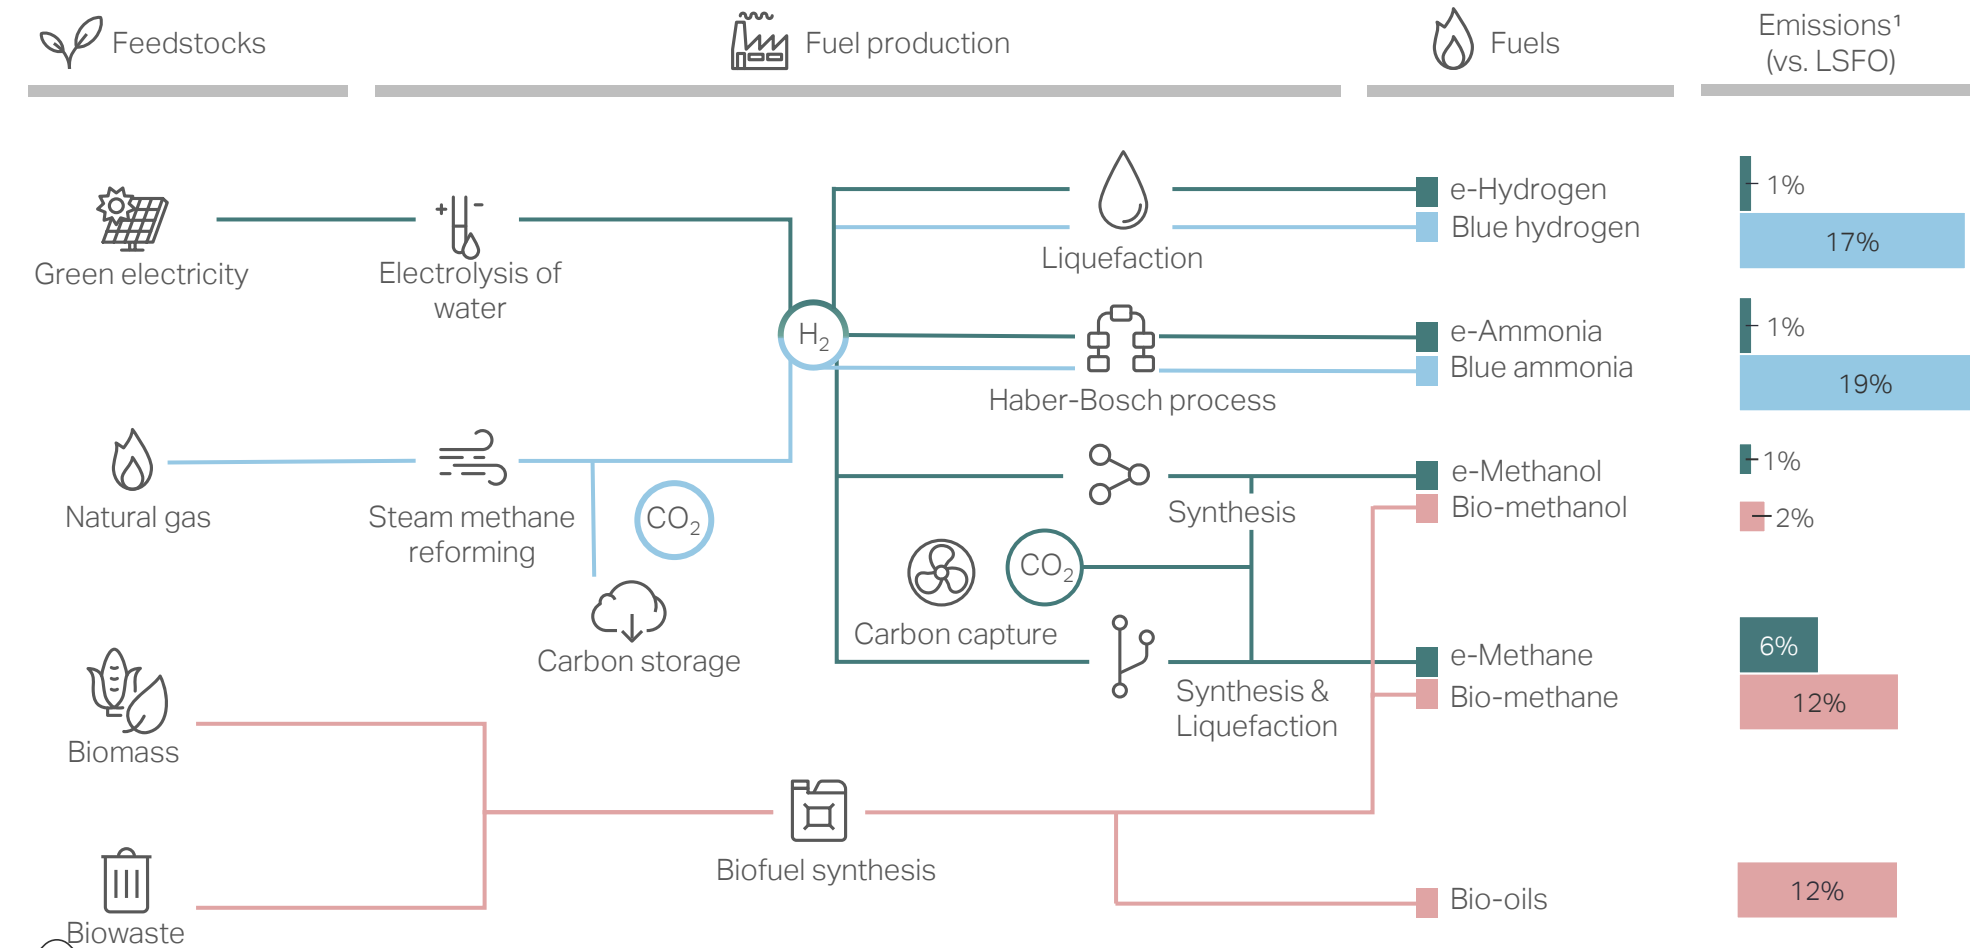 Feedstocks
Fuel production
Fuels
Emissions¹
(vs. LSFO)
Green electricity
+ −
Electrolysis of
water
H₂
Liquefaction
e-Hydrogen
Blue hydrogen
1%
17%
Haber-Bosch process
e-Ammonia
Blue ammonia
1%
19%
Natural gas
Steam methane
reforming
CO₂
Carbon storage
Synthesis
e-Methanol
Bio-methanol
1%
2%
Carbon capture
CO₂
Synthesis &
Liquefaction
e-Methane
Bio-methane
6%
12%
Biomass
Biowaste
Biofuel synthesis
Bio-oils
12%